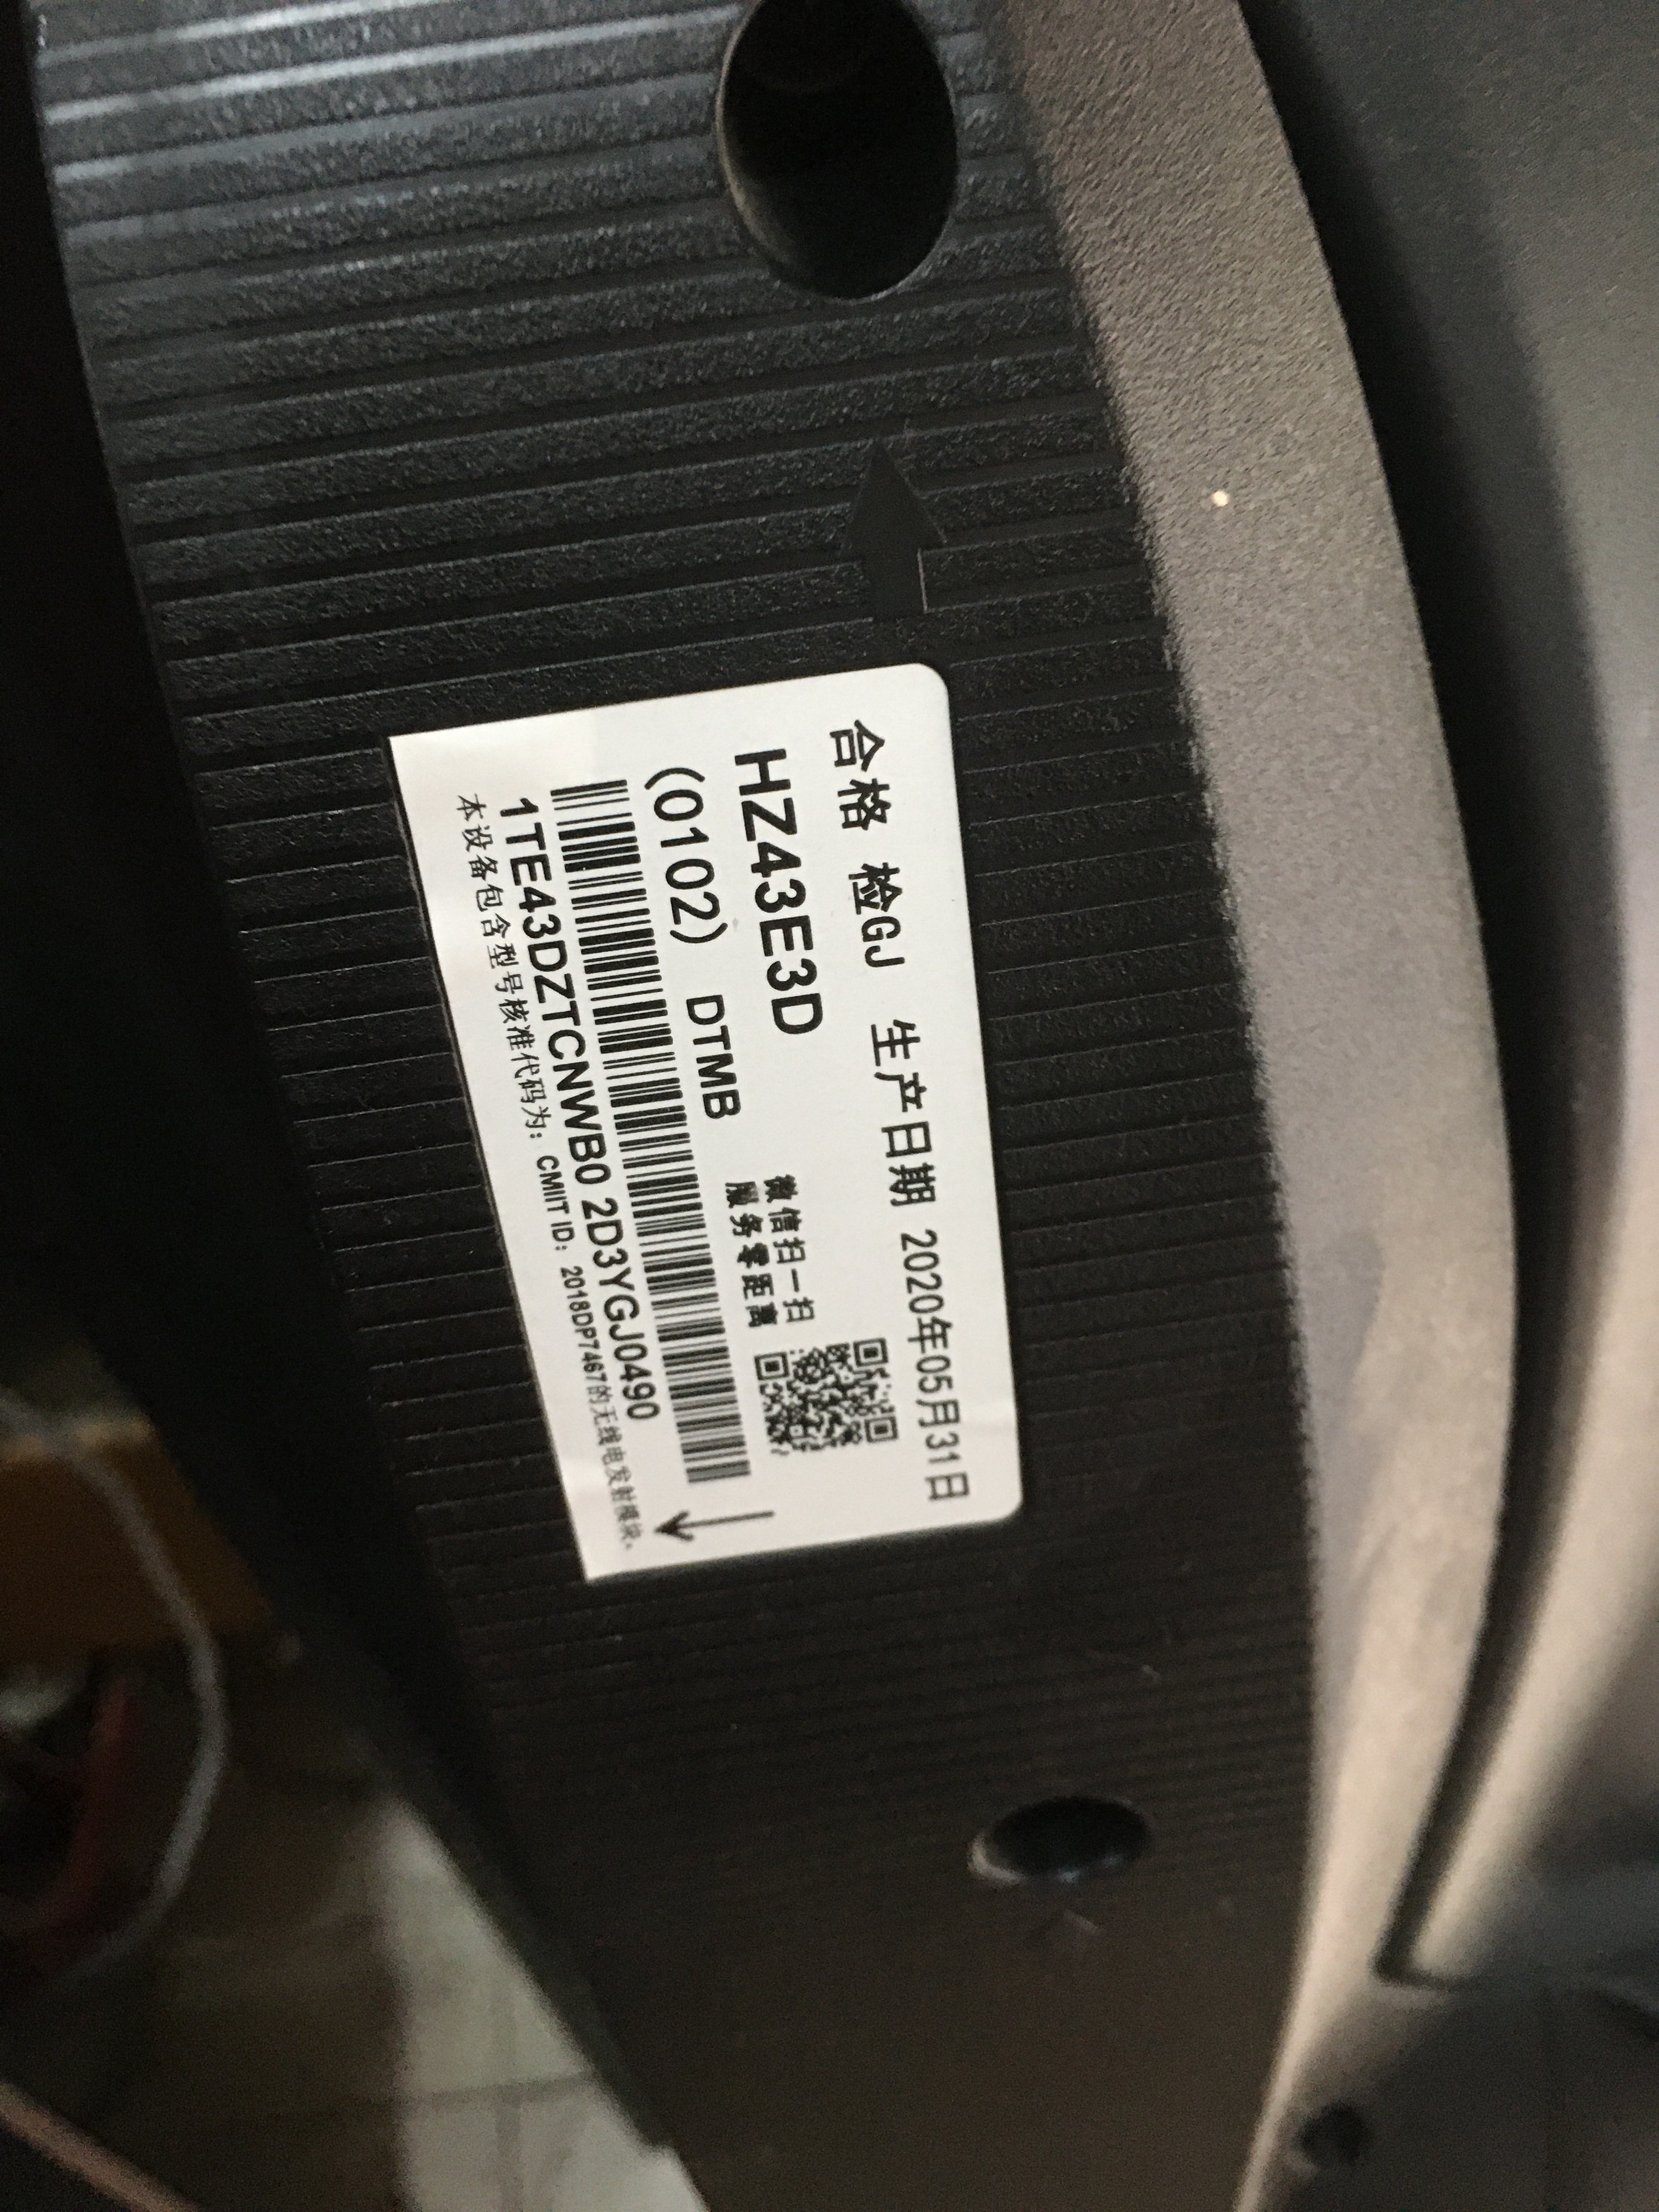 合格 检GJ 生产日期 2020年05月31日
HZ43E3D
(0102) DTMB
微信扫一扫
服务零距离
1TE43DZTCNWB0 2D3YGJ0490
本设备包含型号核准代码为：CMIIT ID：2018DP7467的无线电发射模块。